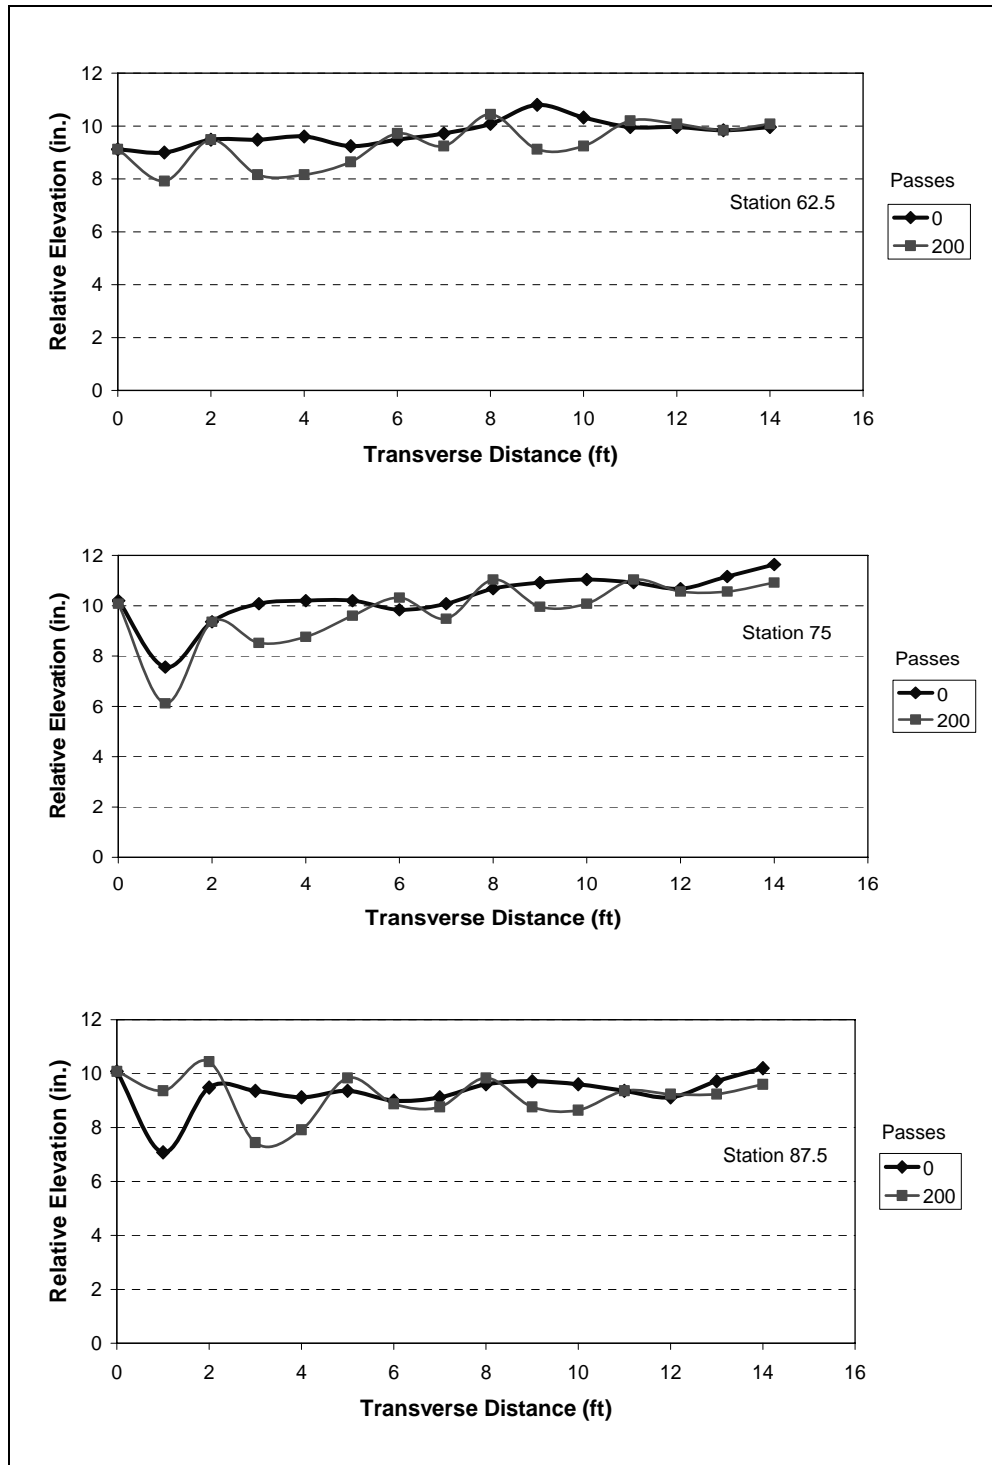 12
10
8
6
4
2
0
0 2 4 6 8 10 12 14 16
Relative Elevation (in.)
Transverse Distance (ft)
Station 62.5
Passes
0
200
12
10
8
6
4
2
0
0 2 4 6 8 10 12 14 16
Relative Elevation (in.)
Transverse Distance (ft)
Station 75
Passes
0
200
12
10
8
6
4
2
0
0 2 4 6 8 10 12 14 16
Relative Elevation (in.)
Transverse Distance (ft)
Station 87.5
Passes
0
200